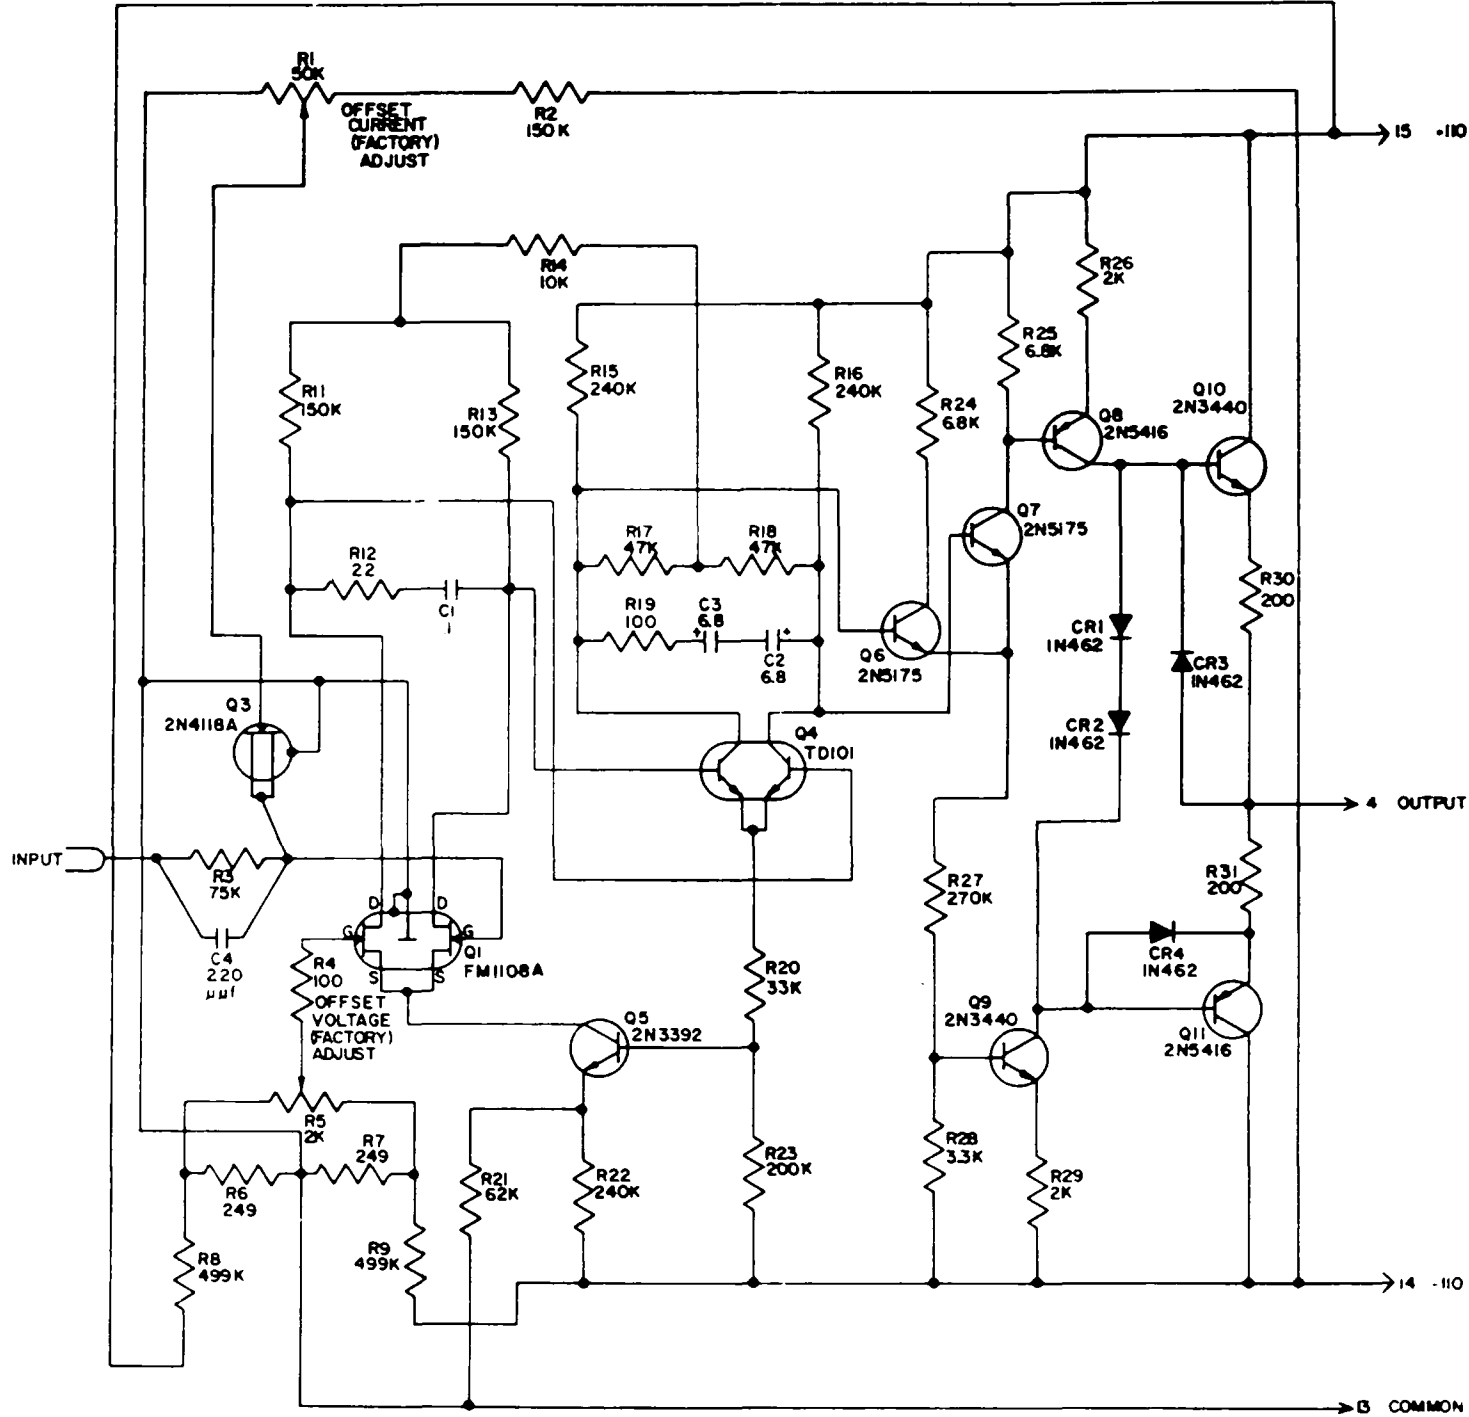 R1
50K
OFFSET
CURRENT
(FACTORY)
ADJUST
R2
150K
15 +110
R14
10K
R26
2K
R25
6.8K
R15
240K
R16
240K
R11
150K
R13
150K
R24
6.8K
Q10
2N3440
Q8
2N5416
Q7
2N5175
R17
47K
R18
47K
R12
22
C1
1
R19
100
C3
6.8
+
+
C2
6.8
Q6
2N5175
R30
200
CR1
1N462
CR3
1N462
CR2
1N462
Q3
2N4118A
Q4
TD101
4 OUTPUT
INPUT
R3
75K
R27
270K
R31
200
D
D
G
G
Q1
FM1108A
S
S
C4
220
µµf
R4
100
OFFSET
VOLTAGE
(FACTORY)
ADJUST
R20
33K
CR4
1N462
Q5
2N3392
Q9
2N3440
Q11
2N5416
R5
2K
R7
249
R6
249
R21
62K
R22
240K
R23
200K
R28
3.3K
R29
2K
R8
499K
R9
499K
14 -110
13 COMMON